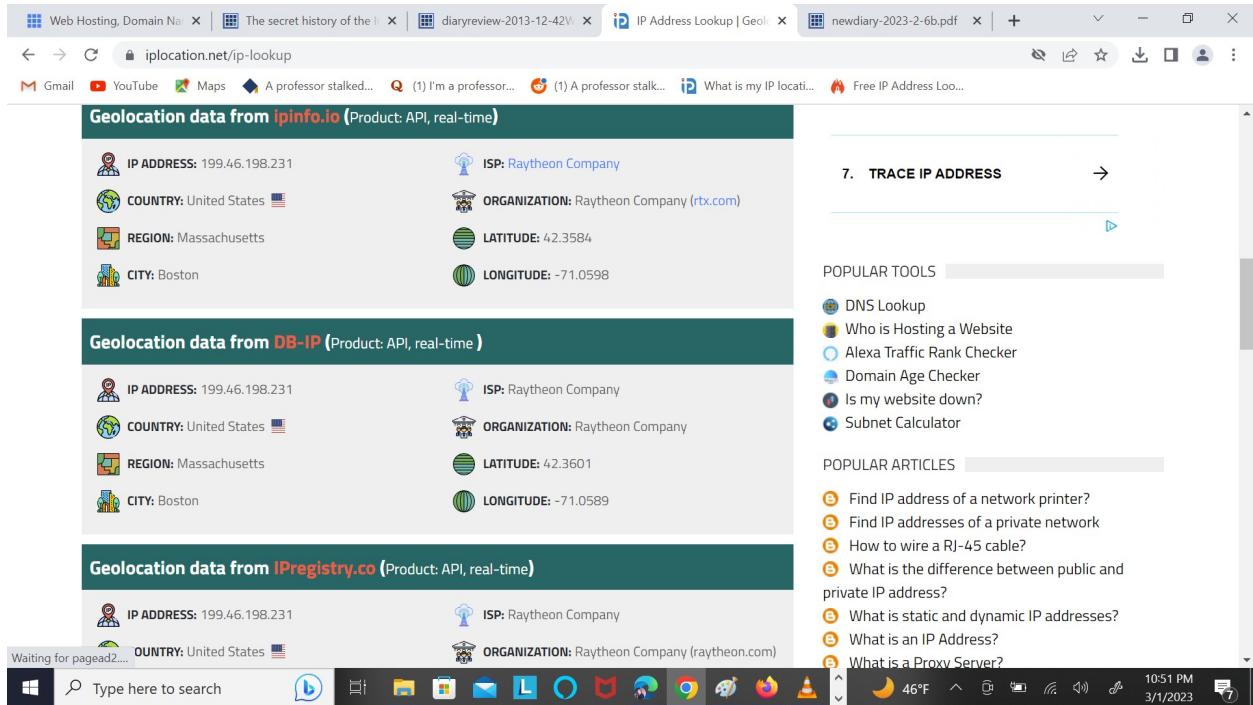 Web Hosting, Domain Na
The secret history of the I
diaryreview-2013-12-42W
IP Address Lookup | Geol
newdiary-2023-2-6b.pdf
iplocation.net/ip-lookup
Gmail
YouTube
Maps
A professor stalked...
(1) I'm a professor...
(1) A professor stalk...
What is my IP locati...
Free IP Address Loo...
Geolocation data from ipinfo.io (Product: API, real-time)
IP ADDRESS: 199.46.198.231
ISP: Raytheon Company
COUNTRY: United States
ORGANIZATION: Raytheon Company (rtx.com)
REGION: Massachusetts
LATITUDE: 42.3584
CITY: Boston
LONGITUDE: -71.0598
Geolocation data from DB-IP (Product: API, real-time )
IP ADDRESS: 199.46.198.231
ISP: Raytheon Company
COUNTRY: United States
ORGANIZATION: Raytheon Company
REGION: Massachusetts
LATITUDE: 42.3601
CITY: Boston
LONGITUDE: -71.0589
Geolocation data from IPregistry.co (Product: API, real-time)
IP ADDRESS: 199.46.198.231
ISP: Raytheon Company
OUNTRY: United States
ORGANIZATION: Raytheon Company (raytheon.com)
7. TRACE IP ADDRESS
POPULAR TOOLS
DNS Lookup
Who is Hosting a Website
Alexa Traffic Rank Checker
Domain Age Checker
Is my website down?
Subnet Calculator
POPULAR ARTICLES
Find IP address of a network printer?
Find IP addresses of a private network
How to wire a RJ-45 cable?
What is the difference between public and
private IP address?
What is static and dynamic IP addresses?
What is an IP Address?
What is a Proxy Server?
Waiting for pagead2....
Type here to search
46°F
10:51 PM
3/1/2023
7